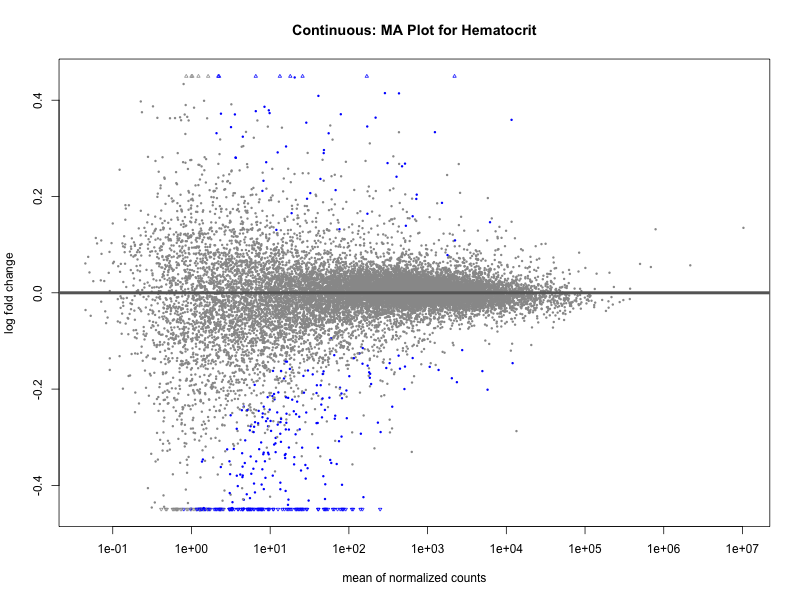 Continuous: MA Plot for Hematocrit
log fold change
0.4
0.2
0.0
-0.2
-0.4
1e-01 1e+00 1e+01 1e+02 1e+03 1e+04 1e+05 1e+06 1e+07
mean of normalized counts